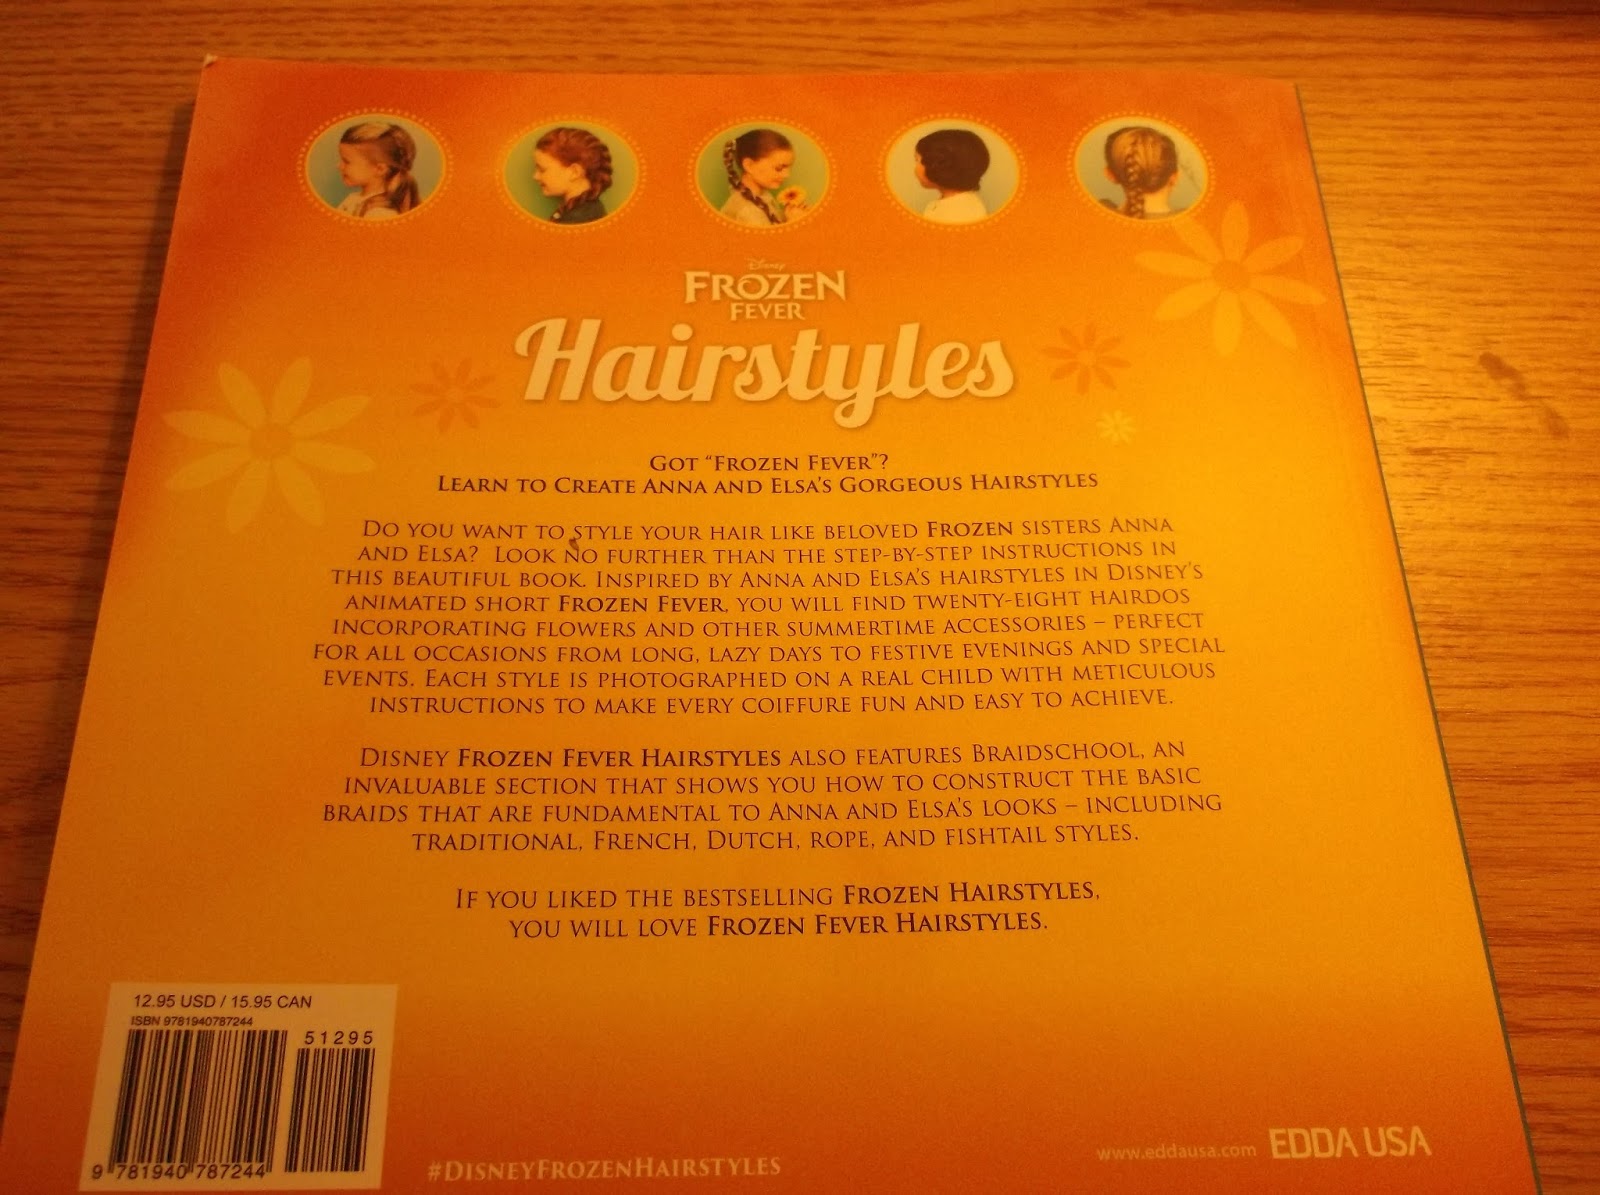 Disney
FROZEN
FEVER
Hairstyles
GOT “FROZEN FEVER”?
LEARN TO CREATE ANNA AND ELSA’S GORGEOUS HAIRSTYLES
DO YOU WANT TO STYLE YOUR HAIR LIKE BELOVED FROZEN SISTERS ANNA
AND ELSA? LOOK NO FURTHER THAN THE STEP-BY-STEP INSTRUCTIONS IN
THIS BEAUTIFUL BOOK. INSPIRED BY ANNA AND ELSA’S HAIRSTYLES IN DISNEY’S
ANIMATED SHORT FROZEN FEVER, YOU WILL FIND TWENTY-EIGHT HAIRDOS
INCORPORATING FLOWERS AND OTHER SUMMERTIME ACCESSORIES – PERFECT
FOR ALL OCCASIONS FROM LONG, LAZY DAYS TO FESTIVE EVENINGS AND SPECIAL
EVENTS. EACH STYLE IS PHOTOGRAPHED ON A REAL CHILD WITH METICULOUS
INSTRUCTIONS TO MAKE EVERY COIFFURE FUN AND EASY TO ACHIEVE.
DISNEY FROZEN FEVER HAIRSTYLES ALSO FEATURES BRAIDSCHOOL, AN
INVALUABLE SECTION THAT SHOWS YOU HOW TO CONSTRUCT THE BASIC
BRAIDS THAT ARE FUNDAMENTAL TO ANNA AND ELSA’S LOOKS – INCLUDING
TRADITIONAL, FRENCH, DUTCH, ROPE, AND FISHTAIL STYLES.
IF YOU LIKED THE BESTSELLING FROZEN HAIRSTYLES,
YOU WILL LOVE FROZEN FEVER HAIRSTYLES.
12.95 USD / 15.95 CAN
ISBN 9781940787244
51295
9 781940 787244
#DISNEYFROZENHAIRSTYLES
www.eddausa.com EDDA USA